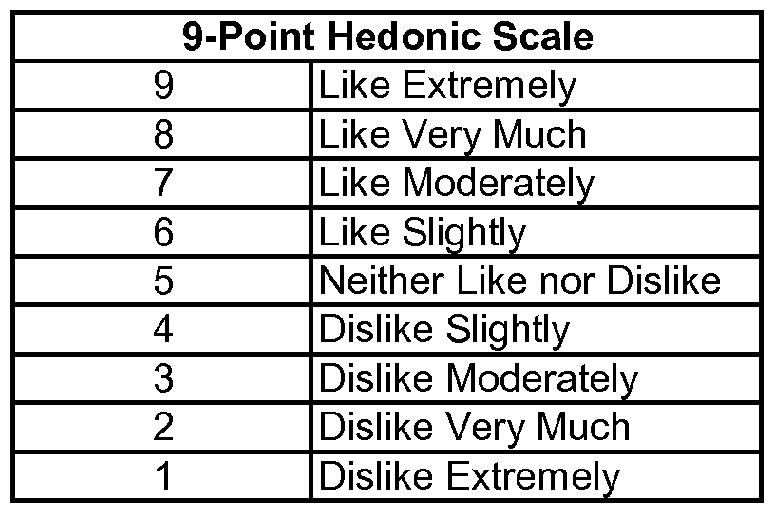 9-Point Hedonic Scale
9 Like Extremely
8 Like Very Much
7 Like Moderately
6 Like Slightly
5 Neither Like nor Dislike
4 Dislike Slightly
3 Dislike Moderately
2 Dislike Very Much
1 Dislike Extremely